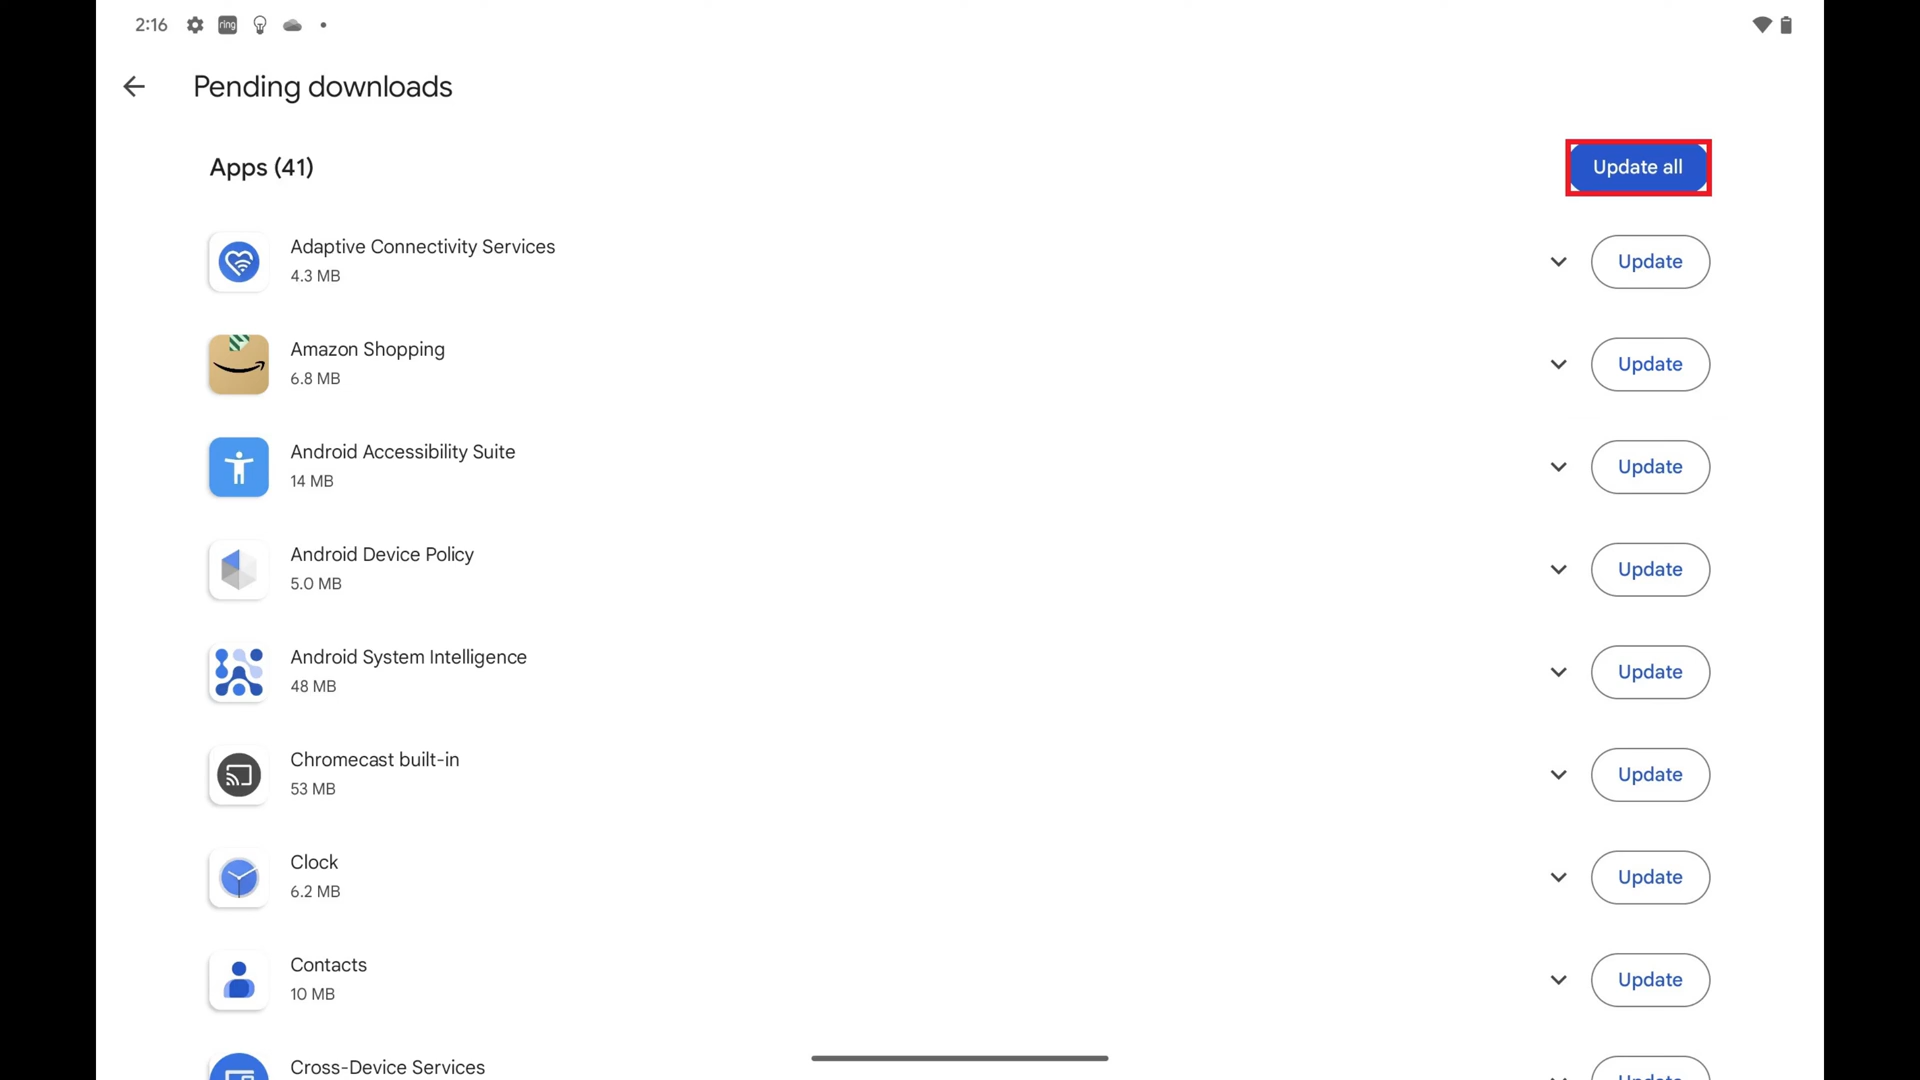 2:16
ring
Pending downloads
Apps (41)
Update all
Adaptive Connectivity Services
4.3 MB
Update
Amazon Shopping
6.8 MB
Update
Android Accessibility Suite
14 MB
Update
Android Device Policy
5.0 MB
Update
Android System Intelligence
48 MB
Update
Chromecast built-in
53 MB
Update
Clock
6.2 MB
Update
Contacts
10 MB
Update
Cross-Device Services
Update